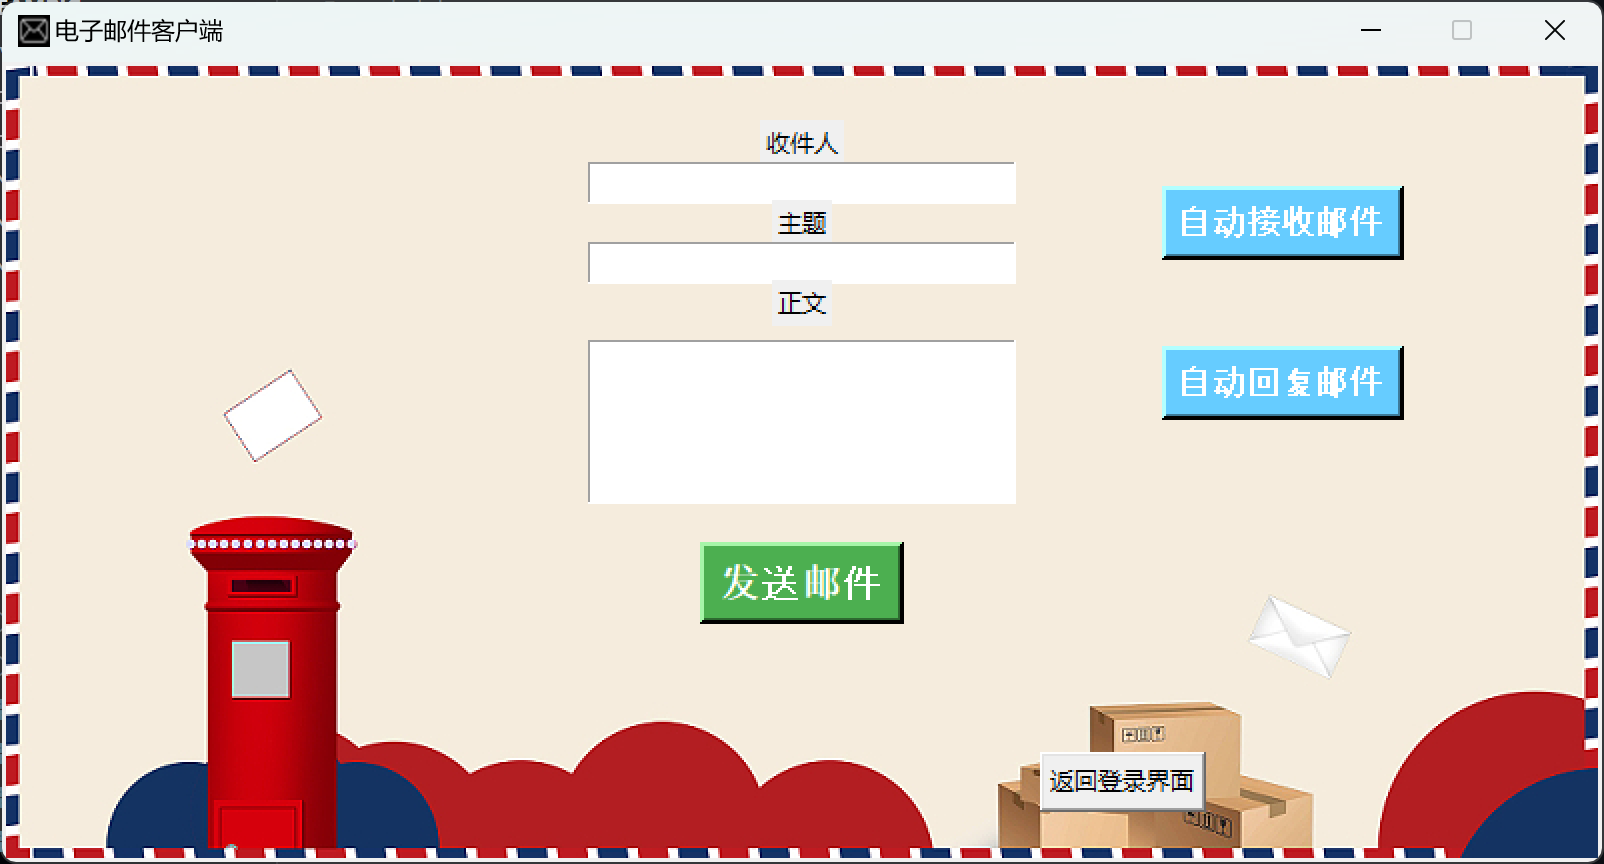 电子邮件客户端
收件人
主题
正文
自动接收邮件
自动回复邮件
发送邮件
返回登录界面